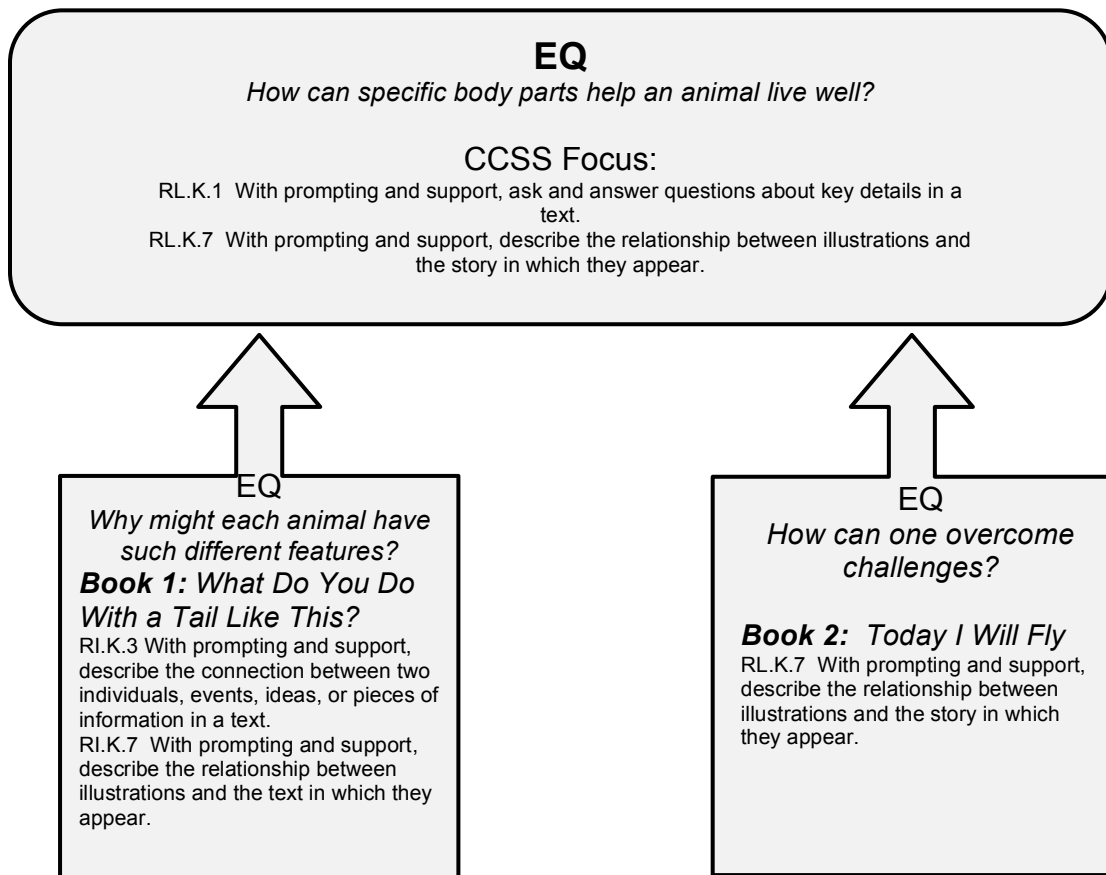 EQ
How can specific body parts help an animal live well?
CCSS Focus:
RL.K.1  With prompting and support, ask and answer questions about key details in a
text.
RL.K.7  With prompting and support, describe the relationship between illustrations and
the story in which they appear.
EQ
Why might each animal have
such different features?
Book 1: What Do You Do
With a Tail Like This?
RI.K.3 With prompting and support,
describe the connection between two
individuals, events, ideas, or pieces of
information in a text.
RI.K.7  With prompting and support,
describe the relationship between
illustrations and the text in which they
appear.
EQ
How can one overcome
challenges?
Book 2:  Today I Will Fly
RL.K.7  With prompting and support,
describe the relationship between
illustrations and the story in which
they appear.